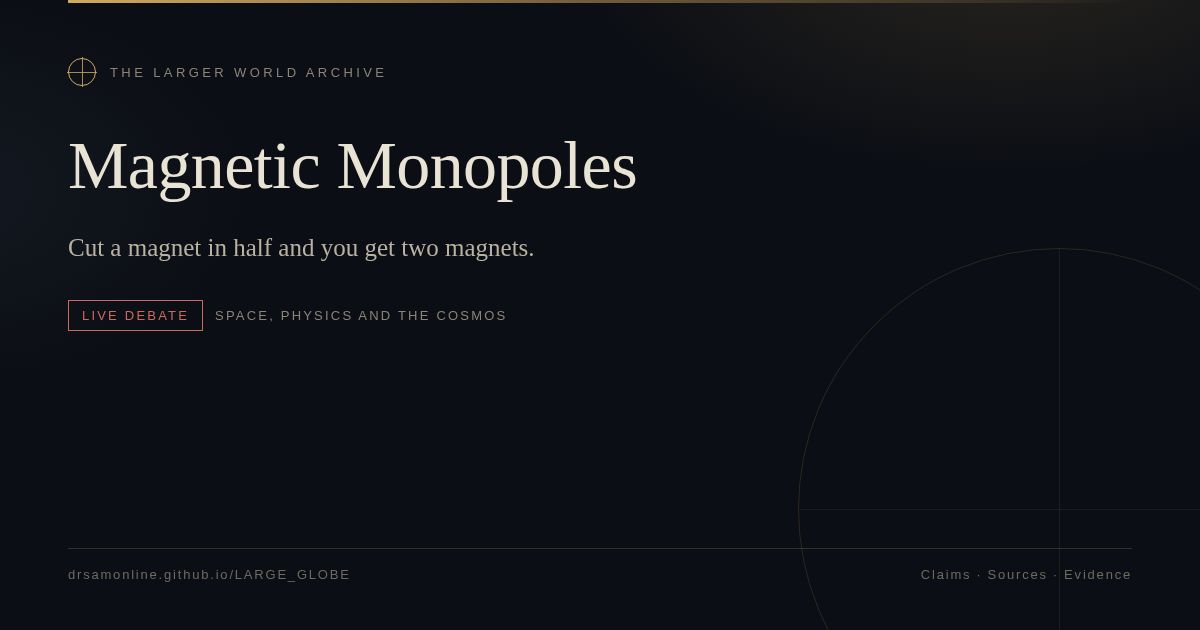 THE LARGER WORLD ARCHIVE
Magnetic Monopoles
Cut a magnet in half and you get two magnets.
LIVE DEBATE SPACE, PHYSICS AND THE COSMOS
drsamonline.github.io/LARGE_GLOBE Claims · Sources · Evidence